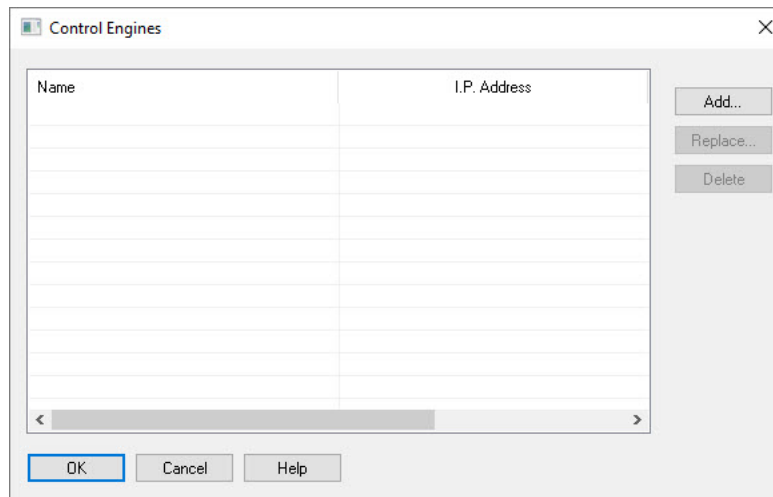 Control Engines
Name I.P. Address
Add...
Replace...
Delete
OK Cancel Help